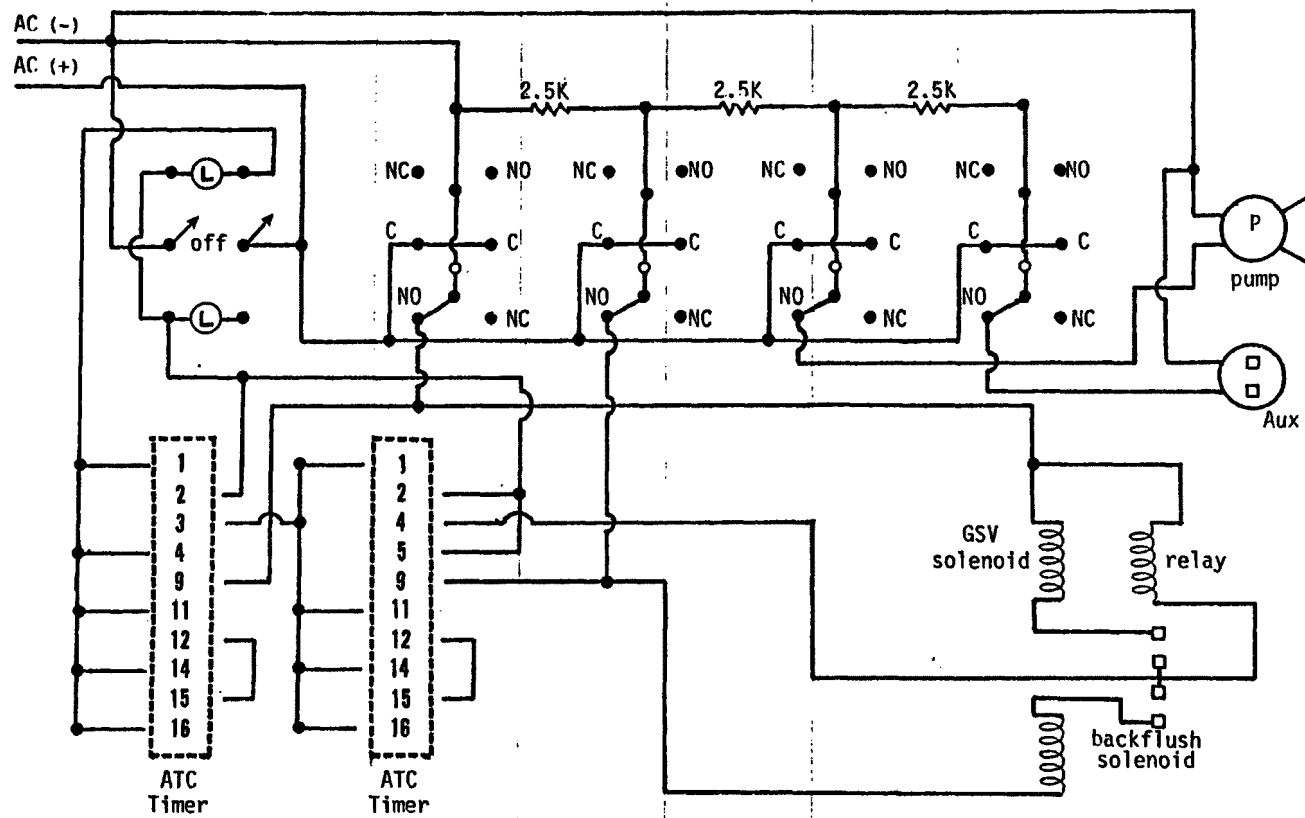 AC (-)
AC (+)
2.5K 2.5K 2.5K
NC NO NC NO NC NO NC NO
L
off
C C C C C C C C
P
pump
NO NO NO NO
L
NC NC NC NC
Aux
1 1
2 2
3 4
4 5
9 9
11 11
12 12
14 14
15 15
16 16
GSV
solenoid
relay
backflush
solenoid
ATC
Timer
ATC
Timer